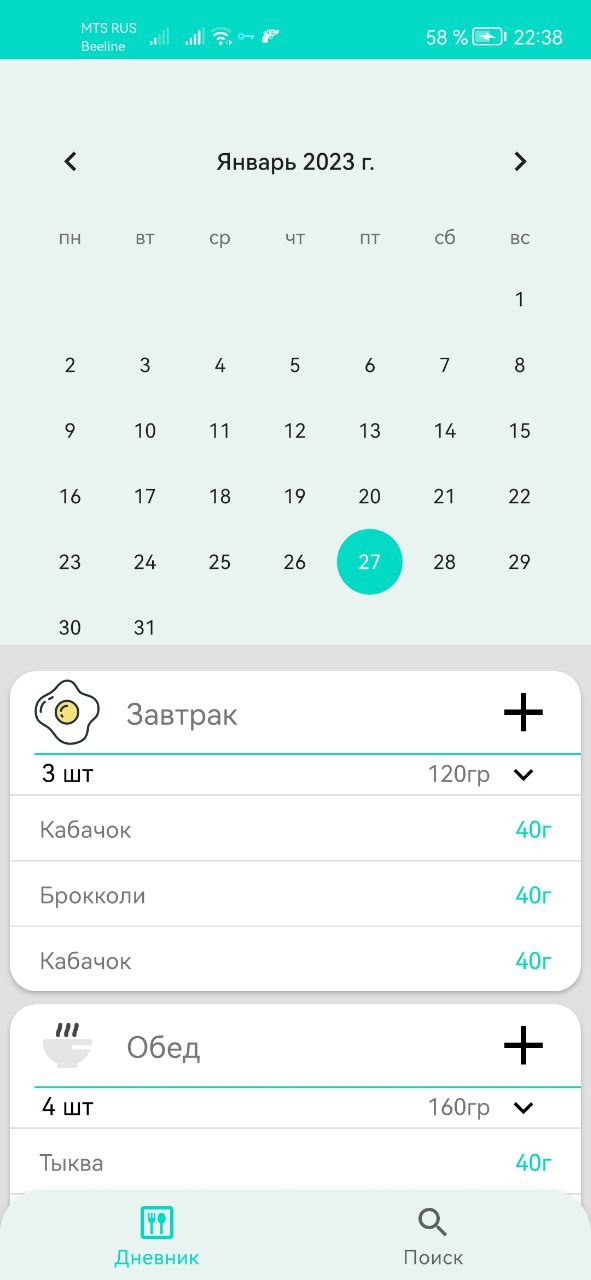 MTS RUS
Beeline
58 % 22:38
Январь 2023 г.
пн вт ср чт пт сб вс
1
2 3 4 5 6 7 8
9 10 11 12 13 14 15
16 17 18 19 20 21 22
23 24 25 26 27 28 29
30 31
Завтрак
3 шт 120гр
Кабачок 40г
Брокколи 40г
Кабачок 40г
Обед
4 шт 160гр
Тыква 40г
Дневник Поиск